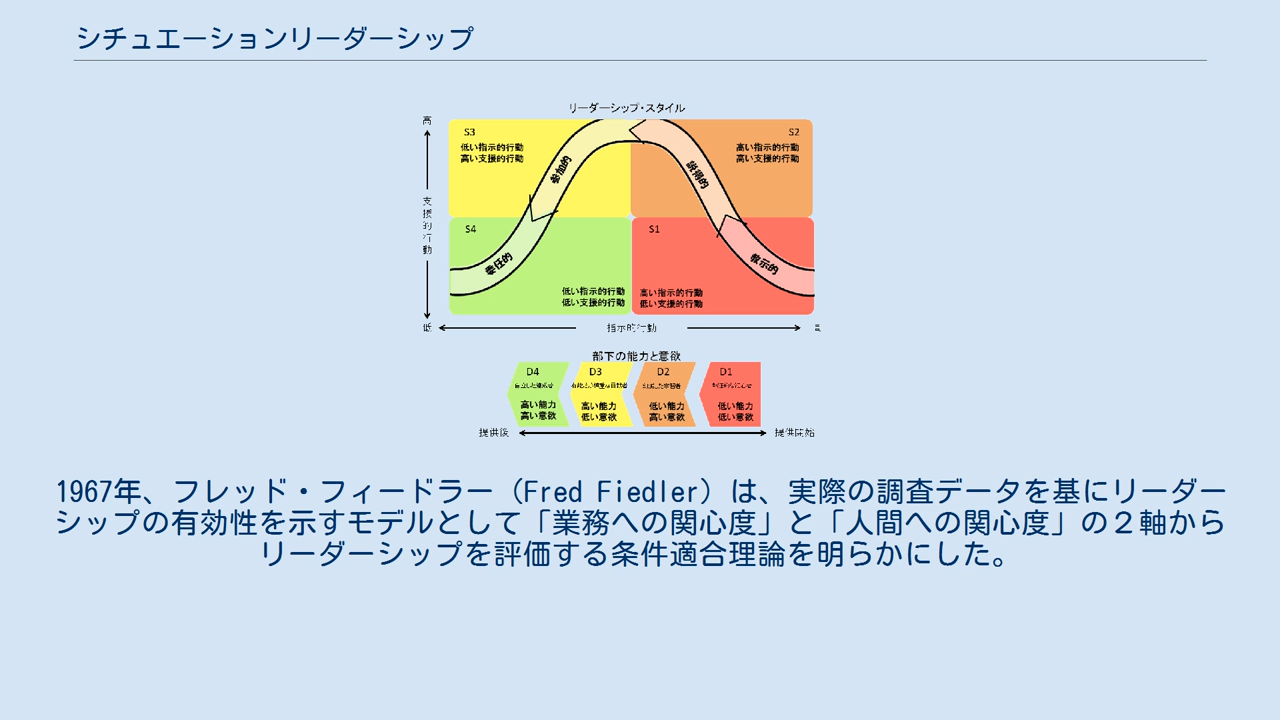 シチュエーションリーダーシップ
リーダーシップ・スタイル
高
支援的行動
低
S3
低い指示的行動
高い支援的行動
参加的
S2
高い指示的行動
高い支援的行動
説得的
S4
委任的
低い指示的行動
低い支援的行動
S1
教示的
高い指示的行動
低い支援的行動
指示的行動
部下の能力と意欲
D4
高い能力
高い意欲
D3
高い能力
低い意欲
D2
低い能力
高い意欲
D1
低い能力
低い意欲
提供後
提供開始
1967年、フレッド・フィードラー（Fred Fiedler）は、実際の調査データを基にリーダー
シップの有効性を示すモデルとして「業務への関心度」と「人間への関心度」の２軸から
リーダーシップを評価する条件適合理論を明らかにした。